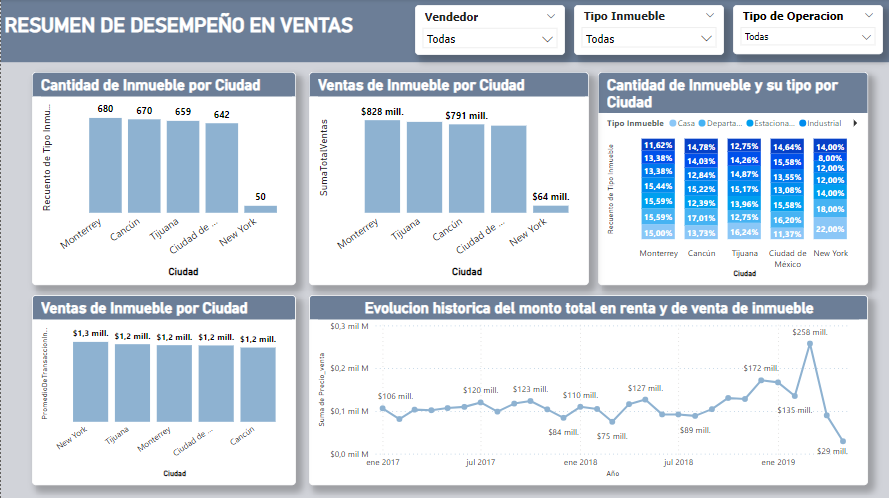 RESUMEN DE DESEMPEÑO EN VENTAS
Vendedor
Todas
Tipo Inmueble
Todas
Tipo de Operacion
Todas
Cantidad de Inmueble por Ciudad
Recuento de Tipo Inmu...
680
670
659
642
50
Monterrey
Cancún
Tijuana
Ciudad de ...
New York
Ciudad
Ventas de Inmueble por Ciudad
SumaTotalVentas
$828 mill.
$791 mill.
$64 mill.
Monterrey
Tijuana
Cancún
Ciudad de ...
New York
Ciudad
Cantidad de Inmueble y su tipo por
Ciudad
Tipo Inmueble Casa Departa... Estaciona... Industrial
Recuento de Tipo Inmueble
11,62% 14,78% 12,75% 14,64% 14,00%
13,38% 14,03% 14,26% 15,58% 8,00%
13,38% 12,84% 14,87% 13,55% 12,00%
15,44% 15,22% 15,17% 13,08% 12,00%
15,59% 12,39% 13,96% 15,58% 14,00%
15,59% 17,01% 12,75% 16,20% 18,00%
15,00% 13,73% 16,24% 11,37% 22,00%
Monterrey Cancún Tijuana Ciudad de New York
México
Ciudad
Ventas de Inmueble por Ciudad
PromedioDeTransaccionIn...
$1,3 mill.
$1,2 mill.
$1,2 mill.
$1,2 mill.
$1,2 mill.
New York
Tijuana
Monterrey
Ciudad de ...
Cancún
Ciudad
Evolucion historica del monto total en renta y de venta de inmueble
Suma de Precio_venta
$0,3 mil M
$0,2 mil M
$0,1 mil M
$0,0 mil M
$106 mill.
$120 mill.
$123 mill.
$84 mill.
$110 mill.
$75 mill.
$127 mill.
$89 mill.
$172 mill.
$135 mill.
$258 mill.
$29 mill.
ene 2017
jul 2017
ene 2018
jul 2018
ene 2019
Año